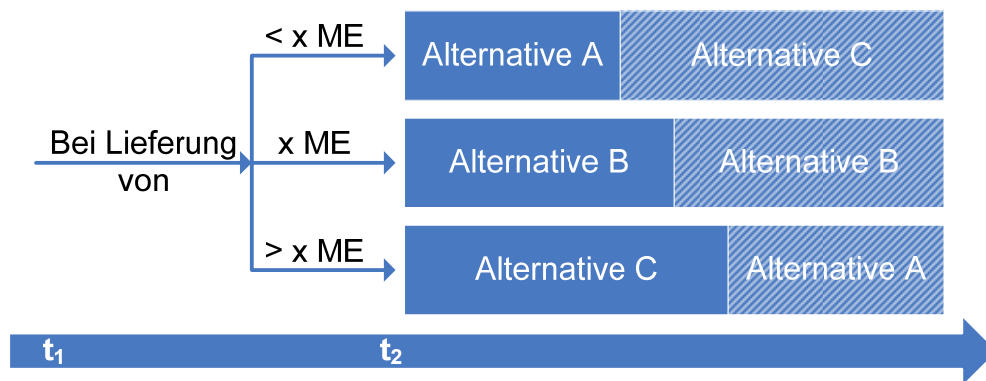 < x ME
Alternative A
Alternative C
Bei Lieferung
von
x ME
Alternative B
Alternative B
> x ME
Alternative C
Alternative A
t₁
t₂